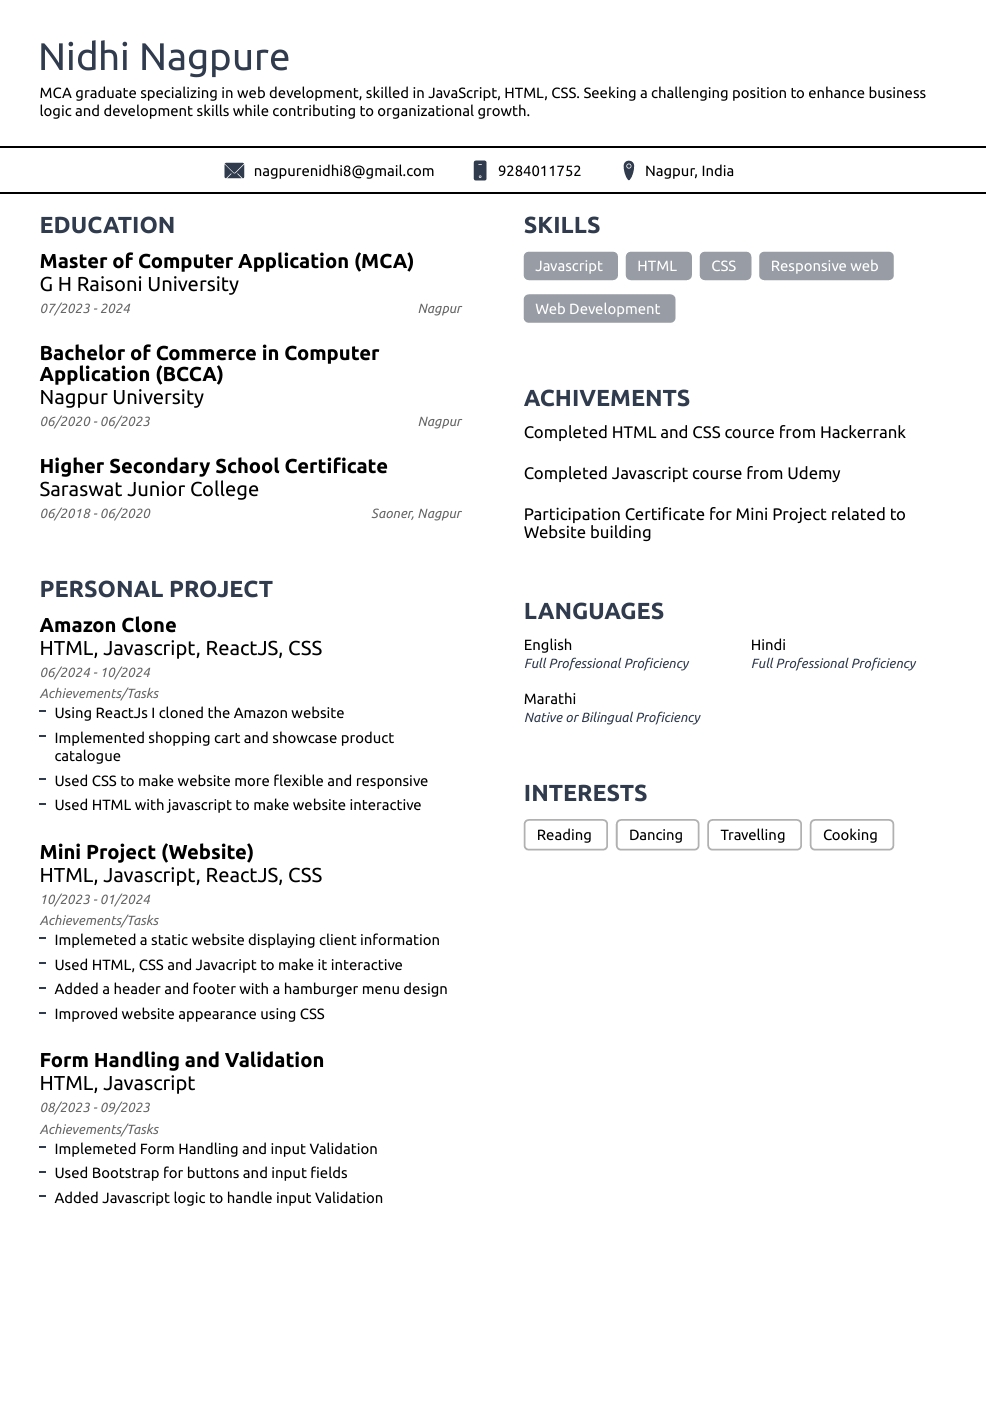 Nidhi Nagpure
MCA graduate specializing in web development, skilled in JavaScript, HTML, CSS. Seeking a challenging position to enhance business
logic and development skills while contributing to organizational growth.
nagpurenidhi8@gmail.com
9284011752
Nagpur, India
EDUCATION
Master of Computer Application (MCA)
G H Raisoni University
07/2023 - 2024
Nagpur
Bachelor of Commerce in Computer
Application (BCCA)
Nagpur University
06/2020 - 06/2023
Nagpur
Higher Secondary School Certificate
Saraswat Junior College
06/2018 - 06/2020
Saoner, Nagpur
PERSONAL PROJECT
Amazon Clone
HTML, Javascript, ReactJS, CSS
06/2024 - 10/2024
Achievements/Tasks
– Using ReactJs I cloned the Amazon website
– Implemented shopping cart and showcase product
catalogue
– Used CSS to make website more flexible and responsive
– Used HTML with javascript to make website interactive
Mini Project (Website)
HTML, Javascript, ReactJS, CSS
10/2023 - 01/2024
Achievements/Tasks
– Implemeted a static website displaying client information
– Used HTML, CSS and Javacript to make it interactive
– Added a header and footer with a hamburger menu design
– Improved website appearance using CSS
Form Handling and Validation
HTML, Javascript
08/2023 - 09/2023
Achievements/Tasks
– Implemeted Form Handling and input Validation
– Used Bootstrap for buttons and input fields
– Added Javascript logic to handle input Validation
SKILLS
Javascript HTML CSS Responsive web
Web Development
ACHIVEMENTS
Completed HTML and CSS cource from Hackerrank
Completed Javascript course from Udemy
Participation Certificate for Mini Project related to
Website building
LANGUAGES
English
Full Professional Proficiency
Hindi
Full Professional Proficiency
Marathi
Native or Bilingual Proficiency
INTERESTS
Reading Dancing Travelling Cooking